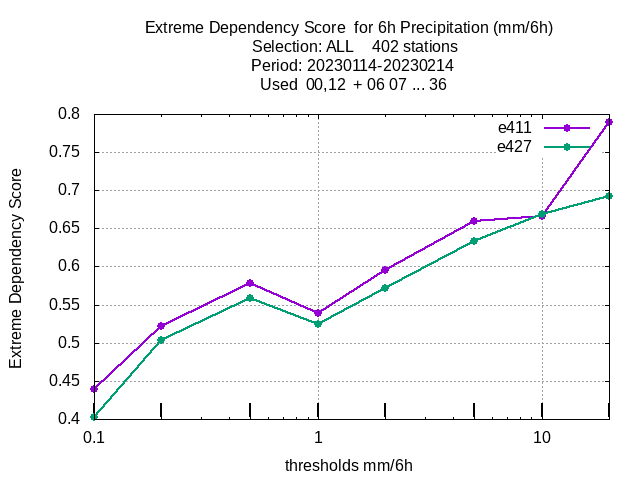 Extreme Dependency Score  for 6h Precipitation (mm/6h)
Selection: ALL    402 stations
Period: 20230114-20230214
Used  00,12  + 06 07 ... 36
Extreme Dependency Score
0.8
0.75
0.7
0.65
0.6
0.55
0.5
0.45
0.4
e411
e427
0.1
1
10
thresholds mm/6h